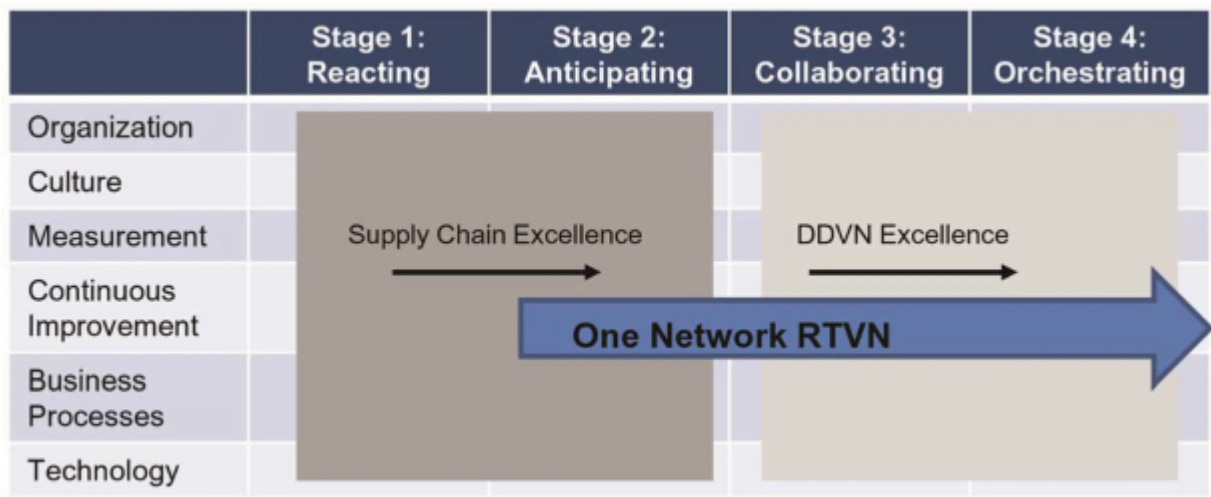 Stage 1:
Reacting
Stage 2:
Anticipating
Stage 3:
Collaborating
Stage 4:
Orchestrating
Organization
Culture
Measurement
Continuous
Improvement
Business
Processes
Technology
Supply Chain Excellence
DDVN Excellence
One Network RTVN